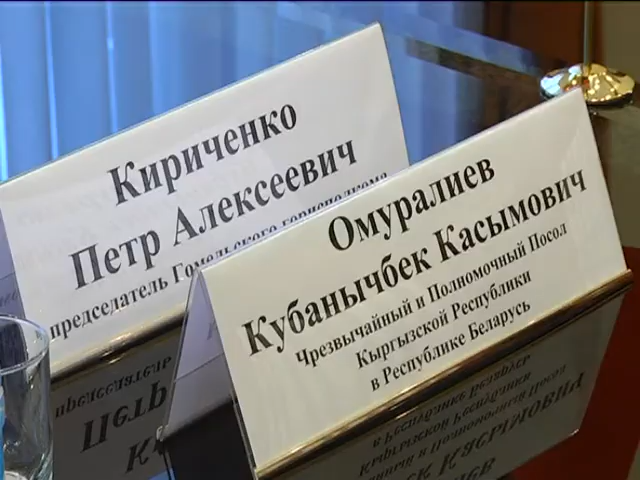 Кириченко
Петр Алексеевич
председатель Гомельского горисполкома
Омуралиев
Кубанычбек Касымович
Чрезвычайный и Полномочный Посол
Кыргызской Республики
в Республике Беларусь